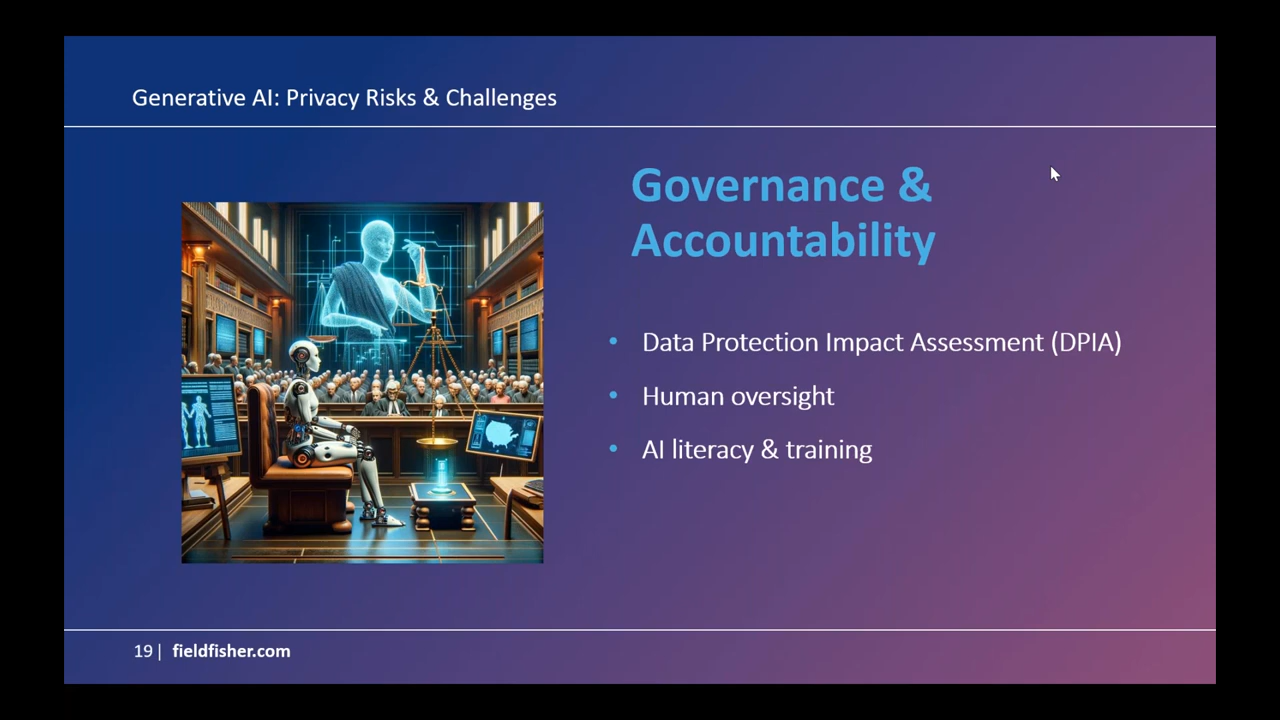 Generative AI: Privacy Risks & Challenges
Governance &
Accountability
• Data Protection Impact Assessment (DPIA)
• Human oversight
• AI literacy & training
19 | fieldfisher.com